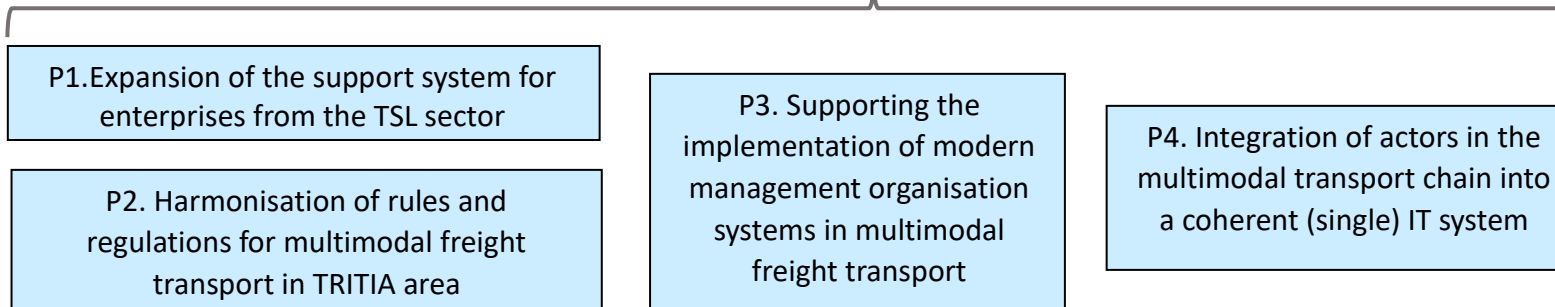 P1.Expansion of the support system for
enterprises from the TSL sector
P2. Harmonisation of rules and
regulations for multimodal freight
transport in TRITIA area
P3. Supporting the
implementation of modern
management organisation
systems in multimodal
freight transport
P4. Integration of actors in the
multimodal transport chain into
a coherent (single) IT system